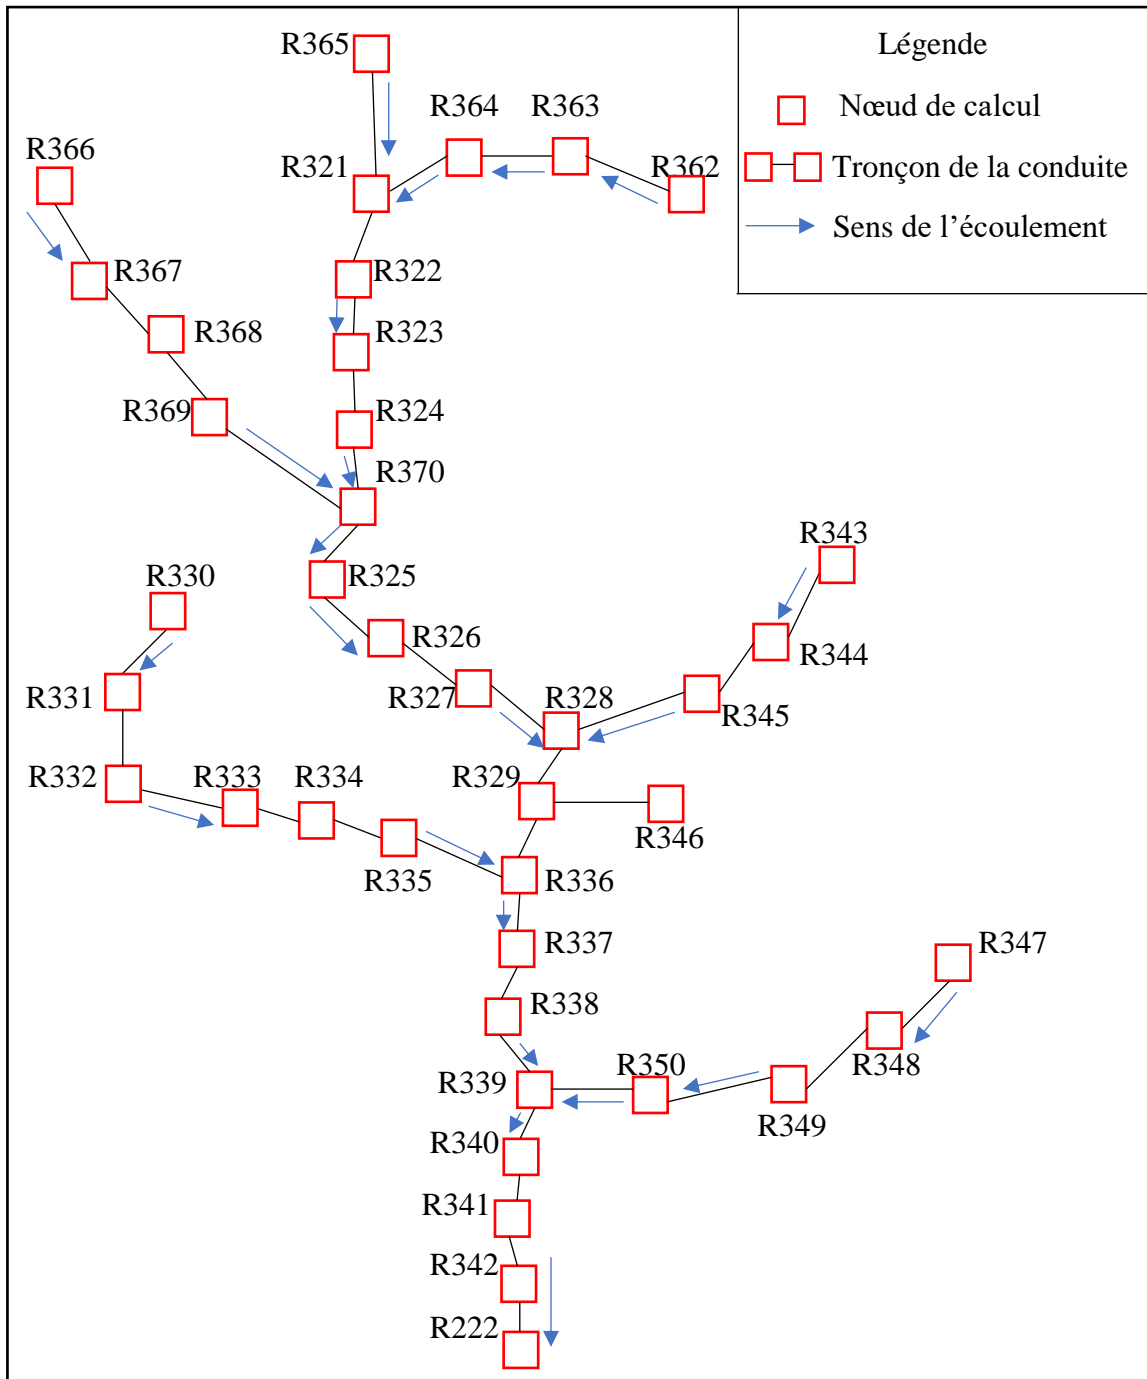 R365
Légende
R364
R363
Nœud de calcul
R366
R321
R362
Tronçon de la conduite
Sens de l’écoulement
R367
R322
R368
R323
R369
R324
R370
R343
R330
R325
R326
R344
R331
R327
R328
R345
R332
R333
R334
R329
R346
R335
R336
R337
R347
R338
R339
R350
R348
R349
R340
R341
R342
R222